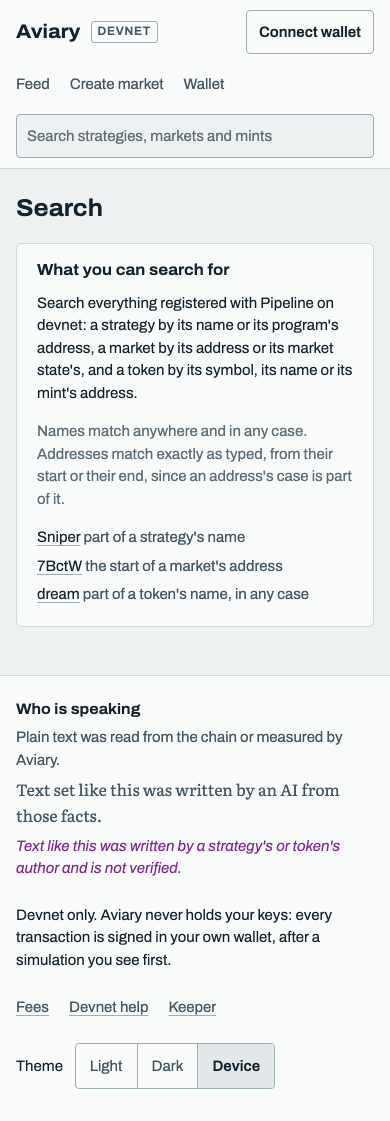 Aviary DEVNET Connect wallet
Feed Create market Wallet
Search strategies, markets and mints
Search
What you can search for
Search everything registered with Pipeline on
devnet: a strategy by its name or its program's
address, a market by its address or its market
state's, and a token by its symbol, its name or its
mint's address.
Names match anywhere and in any case.
Addresses match exactly as typed, from their
start or their end, since an address's case is part
of it.
Sniper part of a strategy's name
7BctW the start of a market's address
dream part of a token's name, in any case
Who is speaking
Plain text was read from the chain or measured by
Aviary.
Text set like this was written by an AI from
those facts.
Text like this was written by a strategy's or token's
author and is not verified.
Devnet only. Aviary never holds your keys: every
transaction is signed in your own wallet, after a
simulation you see first.
Fees Devnet help Keeper
Theme Light Dark Device